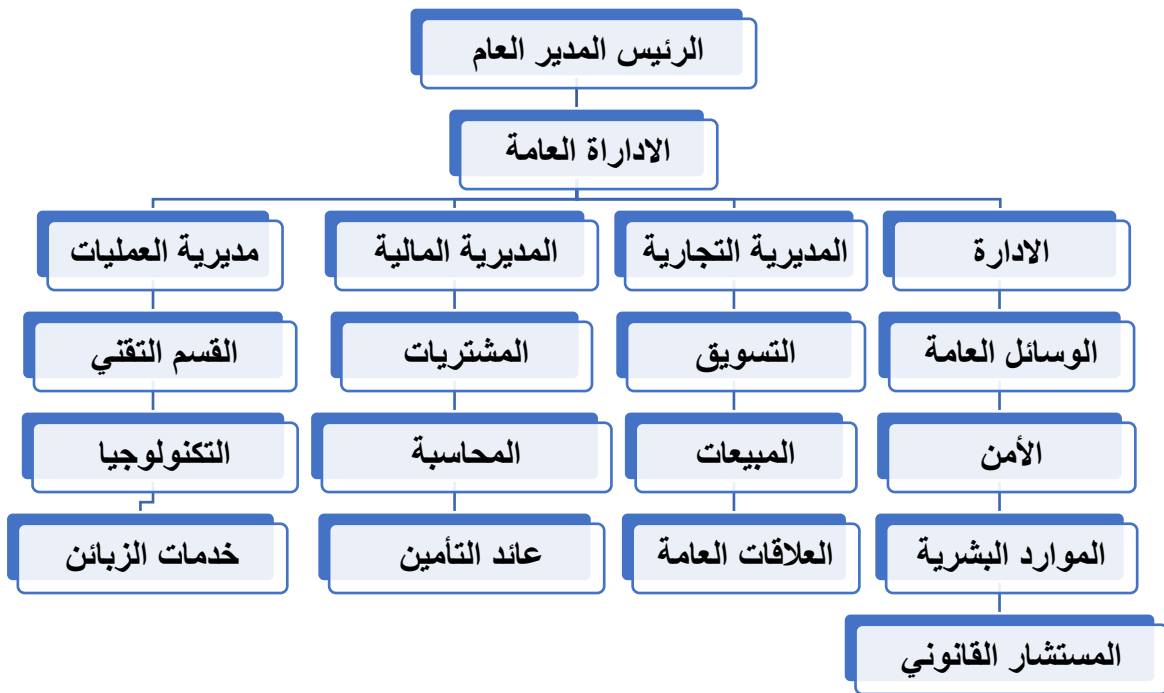 الرئيس المدير العام
الاداراة العامة
الادارة
المديرية التجارية
المديرية المالية
مديرية العمليات
الوسائل العامة
التسويق
المشتريات
القسم التقني
الأمن
المبيعات
المحاسبة
التكنولوجيا
الموارد البشرية
العلاقات العامة
عائد التأمين
خدمات الزبائن
المستشار القانوني